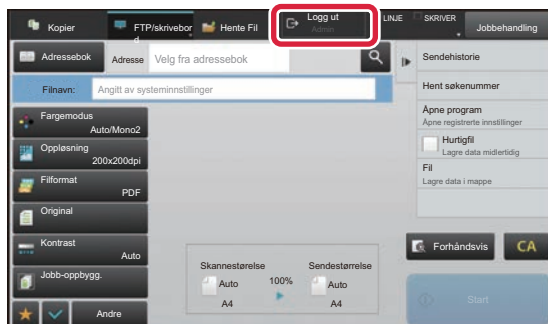 Kopier
FTP/skrivebor
d
Hente Fil
Logg ut
Admin
LINJE
SKRIVER
Jobbehandling
Adressebok
Adresse
Velg fra adressebok
Filnavn:
Angitt av systeminnstillinger
Fargemodus
Auto/Mono2
Oppløsning
200x200dpi
Filformat
PDF
Original
Kontrast
Auto
Jobb-oppbygg.
Andre
Skannestørelse
Auto
A4
100%
Sendestørrelse
Auto
A4
Sendehistorie
Hent søkenummer
Åpne program
Åpne registrerte innstillinger
Hurtigfil
Lagre data midlertidig
Fil
Lagre data i mappe
Forhåndsvis
CA
Start